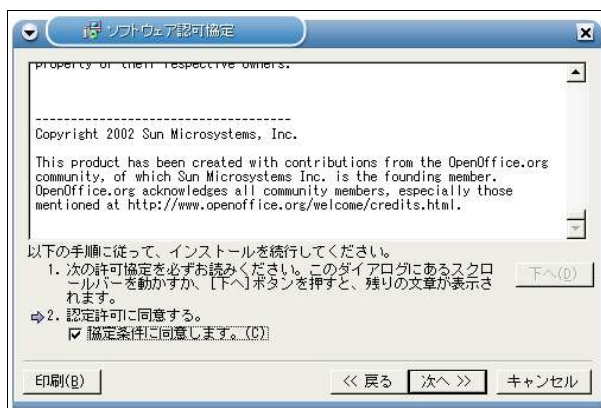 ソフトウェア認可協定
property of their respective owners.
----------------------------------
Copyright 2002 Sun Microsystems, Inc.
This product has been created with contributions from the OpenOffice.org
community, of which Sun Microsystems Inc. is the founding member.
OpenOffice.org acknowledges all community members, especially those
mentioned at http://www.openoffice.org/welcome/credits.html.
以下の手順に従って、インストールを続行してください。
1. 次の許可協定を必ずお読みください。このダイアログにあるスクロ
ールバーを動かすか、[下へ]ボタンを押すと、残りの文章が表示さ
れます。
下へ(D)
2. 認定許可に同意する。
協定条件に同意します。(C)
印刷(B)
<< 戻る
次へ >>
キャンセル